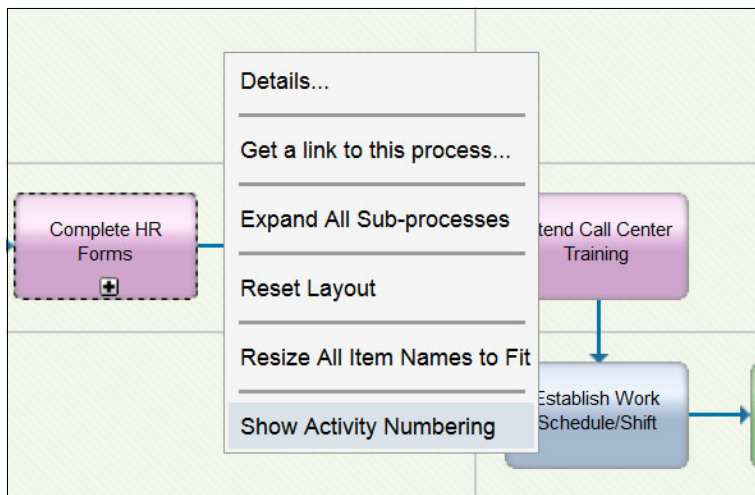 Details...
Get a link to this process...
Expand All Sub-processes
Reset Layout
Resize All Item Names to Fit
Show Activity Numbering
Complete HR
Forms
tend Call Center
Training
Establish Work
Schedule/Shift